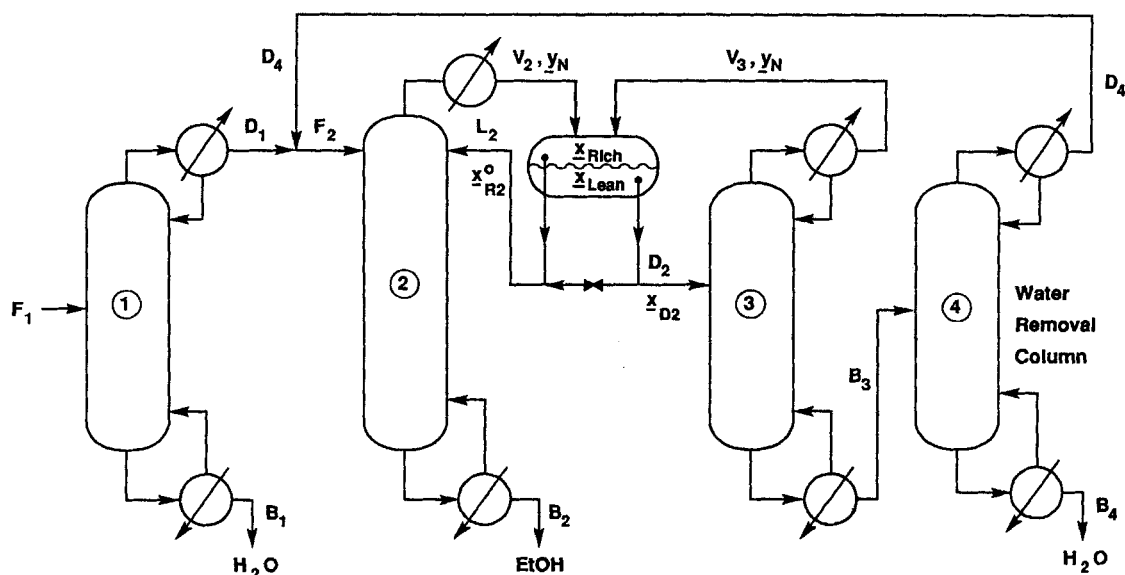 D4
D1
F2
V2 , yN
L2
x°R2
xRich
xLean
V3 , yN
D4
D2
xD2
F1
1
2
3
4
Water
Removal
Column
B3
B1
H2O
B2
EtOH
B4
H2O